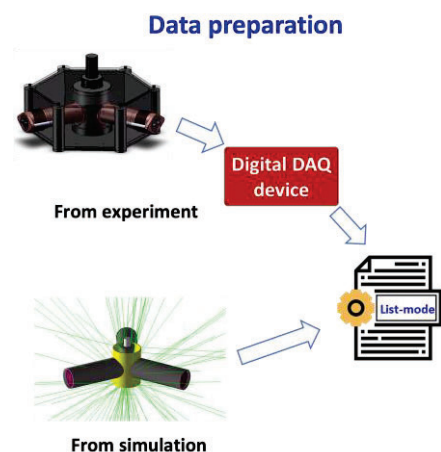 Data preparation
Digital DAQ
device
From experiment
List-mode
From simulation